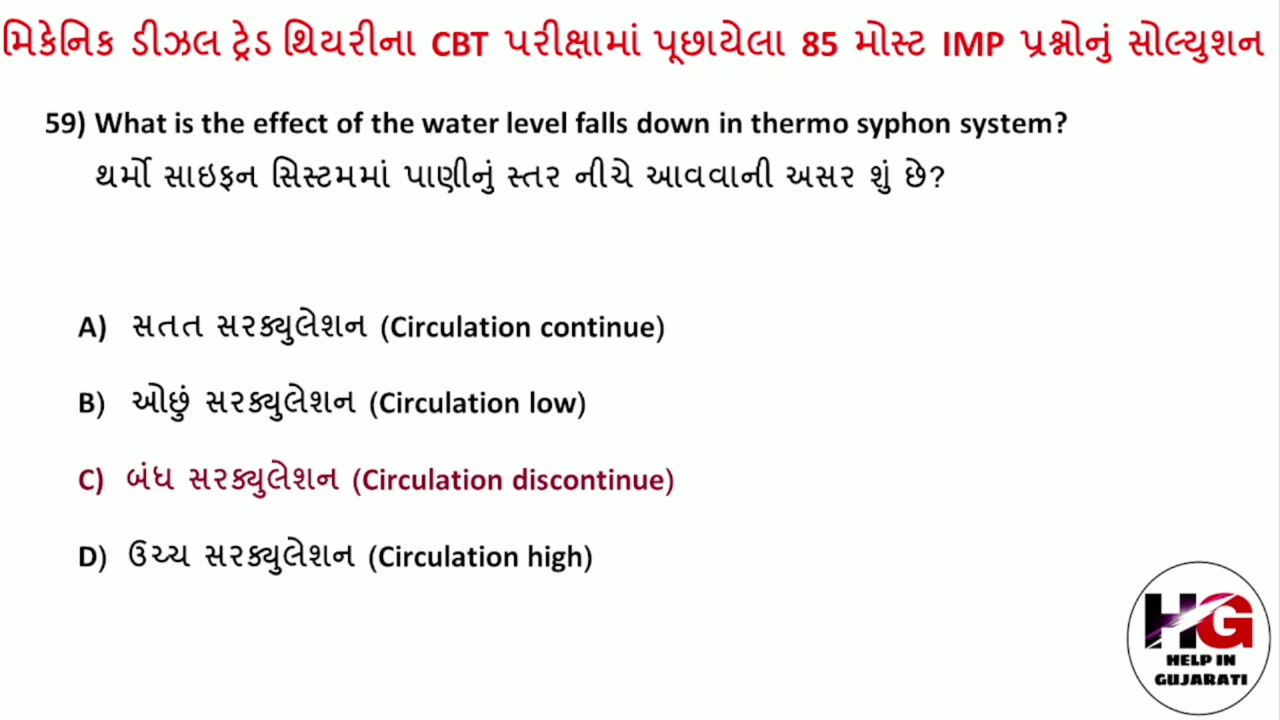 મિકેનિક ડીઝલ ટ્રેડ થિયરીના CBT પરીક્ષામાં પૂછાયેલા 85 મોસ્ટ IMP પ્રશ્નોનું સોલ્યુશન
59) What is the effect of the water level falls down in thermo syphon system?
થર્મો સાઇફન સિસ્ટમમાં પાણીનું સ્તર નીચે આવવાની અસર શું છે?
A) સતત સરક્યુલેશન (Circulation continue)
B) ઓછું સરક્યુલેશન (Circulation low)
C) બંધ સરક્યુલેશન (Circulation discontinue)
D) ઉચ્ચ સરક્યુલેશન (Circulation high)
HG
HELP IN
GUJARATI